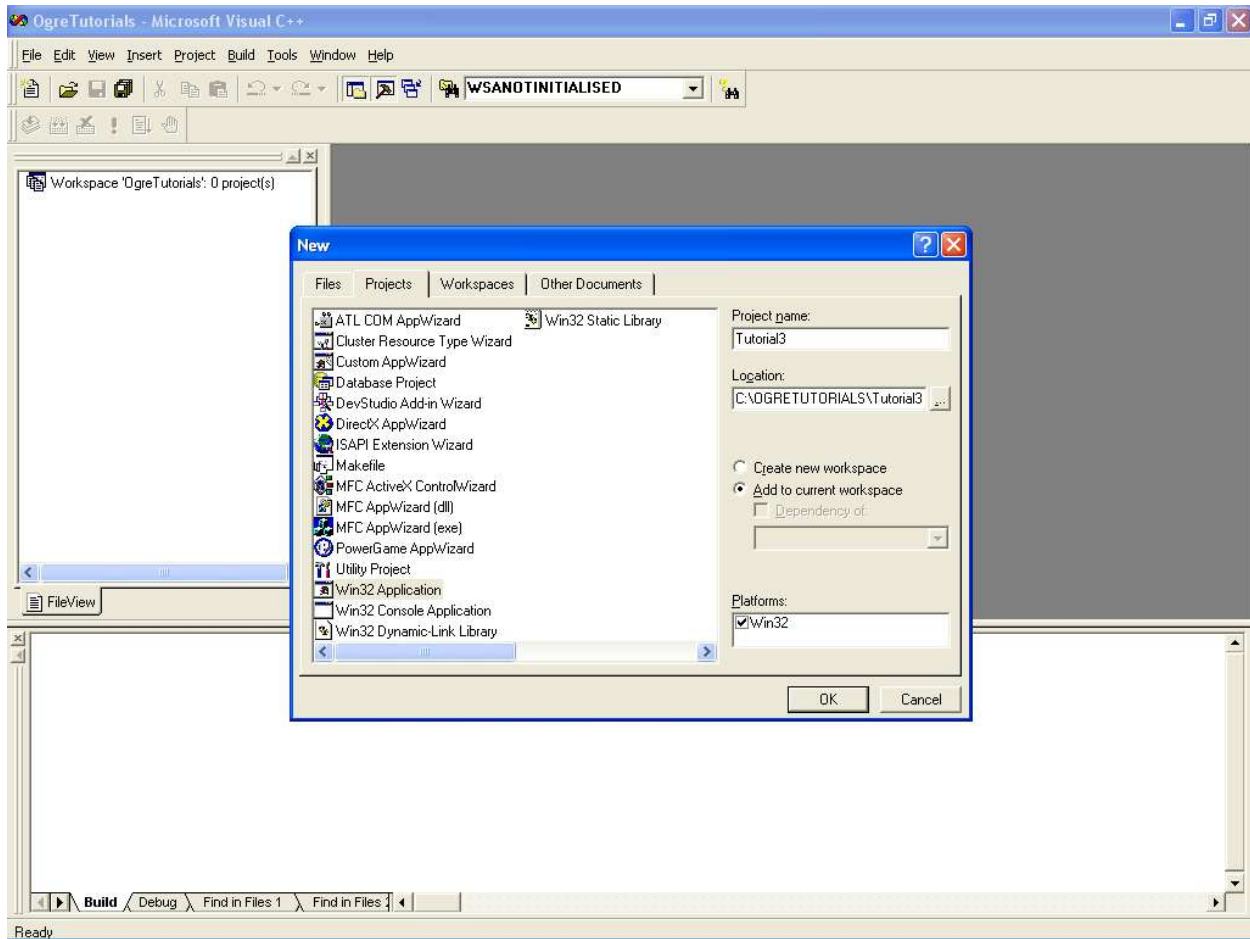 OgreTutorials - Microsoft Visual C++
File Edit View Insert Project Build Tools Window Help
WSANOTINITIALISED
Workspace 'OgreTutorials': 0 project(s)
FileView
New
Files Projects Workspaces Other Documents
ATL COM AppWizard
Cluster Resource Type Wizard
Custom AppWizard
Database Project
DevStudio Add-in Wizard
DirectX AppWizard
ISAPI Extension Wizard
Makefile
MFC ActiveX ControlWizard
MFC AppWizard (dll)
MFC AppWizard (exe)
PowerGame AppWizard
Utility Project
Win32 Application
Win32 Console Application
Win32 Dynamic-Link Library
Win32 Static Library
Project name:
Tutorial3
Location:
C:\OGRETUTORIALS\Tutorial3 ...
Create new workspace
Add to current workspace
Dependency of:
Platforms:
Win32
OK Cancel
Build Debug Find in Files 1 Find in Files 2
Ready